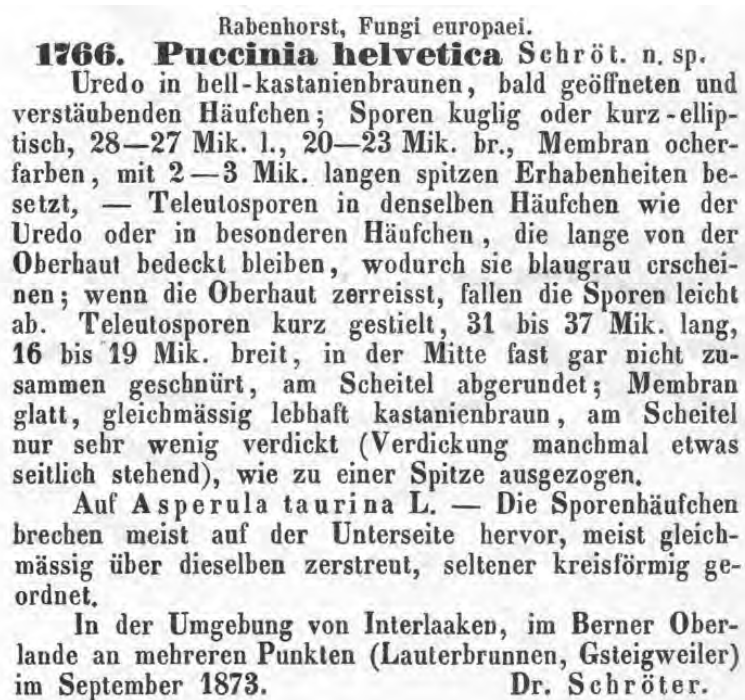 Rabenhorst, Fungi europaei.
1766. Puccinia helvetica Schröt. n. sp.
Uredo in hell-kastanienbraunen, bald geöffneten und
verstäubenden Häufchen; Sporen kuglig oder kurz-ellip-
tisch, 28—27 Mik. l., 20—23 Mik. br., Membran ocher-
farben, mit 2—3 Mik. langen spitzen Erhabenheiten be-
setzt, — Teleutosporen in denselben Häufchen wie der
Uredo oder in besonderen Häufchen, die lange von der
Oberhaut bedeckt bleiben, wodurch sie blaugrau erschei-
nen; wenn die Oberhaut zerreisst, fallen die Sporen leicht
ab. Teleutosporen kurz gestielt, 31 bis 37 Mik. lang,
16 bis 19 Mik. breit, in der Mitte fast gar nicht zu-
sammen geschnürt, am Scheitel abgerundet; Membran
glatt, gleichmässig lebhaft kastanienbraun, am Scheitel
nur sehr wenig verdickt (Verdickung manchmal etwas
seitlich stehend), wie zu einer Spitze ausgezogen.
Auf Asperula taurina L. — Die Sporenhäufchen
brechen meist auf der Unterseite hervor, meist gleich-
mässig über dieselben zerstreut, seltener kreisförmig ge-
ordnet.
In der Umgebung von Interlaaken, im Berner Ober-
lande an mehreren Punkten (Lauterbrunnen, Gsteigweiler)
im September 1873. Dr. Schröter.